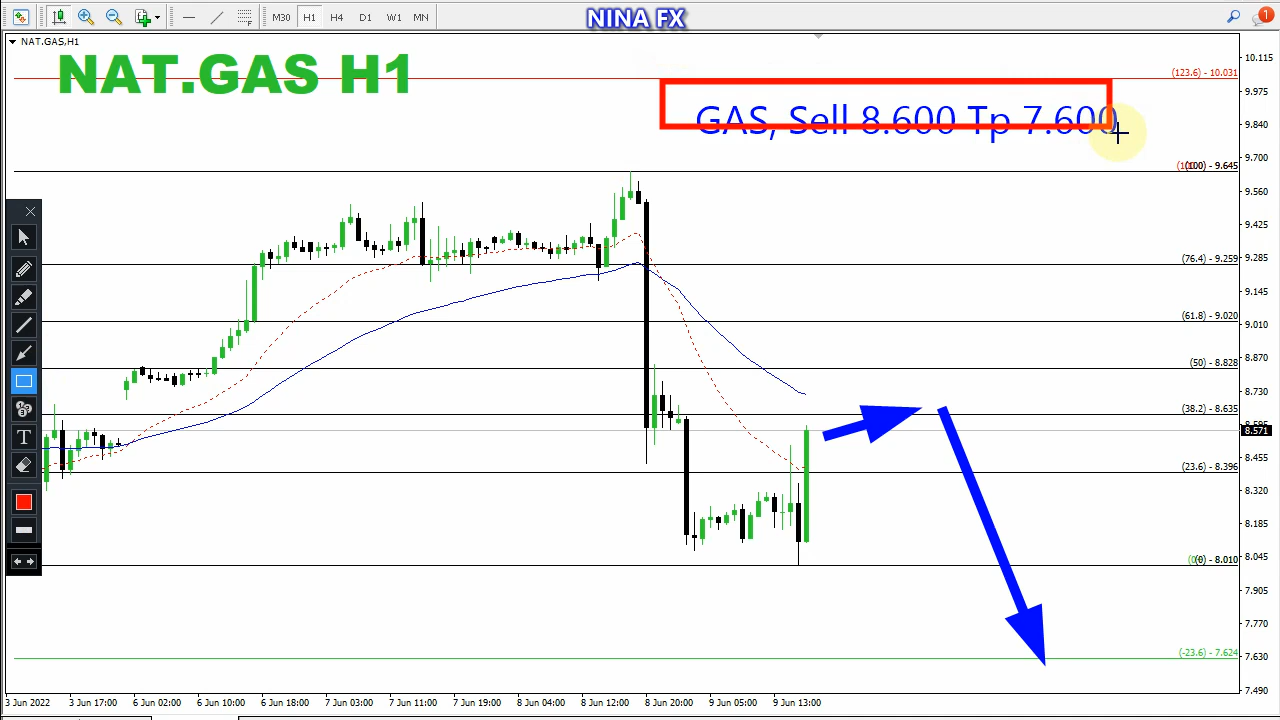 M30 H1 H4 D1 W1 MN
NINA FX
1
NAT.GAS,H1
NAT.GAS H1
GAS, Sell 8.600 Tp 7.600
(123.6) - 10.031
(100) - 9.645
(76.4) - 9.259
(61.8) - 9.020
(50) - 8.828
(38.2) - 8.635
(23.6) - 8.396
(0) - 8.010
(-23.6) - 7.624
10.115
9.975
9.840
9.700
9.560
9.425
9.285
9.145
9.010
8.870
8.730
8.595
8.571
8.455
8.320
8.185
8.045
7.905
7.770
7.630
7.490
T
3 Jun 2022 3 Jun 17:00 6 Jun 02:00 6 Jun 10:00 6 Jun 18:00 7 Jun 03:00 7 Jun 11:00 7 Jun 19:00 8 Jun 04:00 8 Jun 12:00 8 Jun 20:00 9 Jun 05:00 9 Jun 13:00